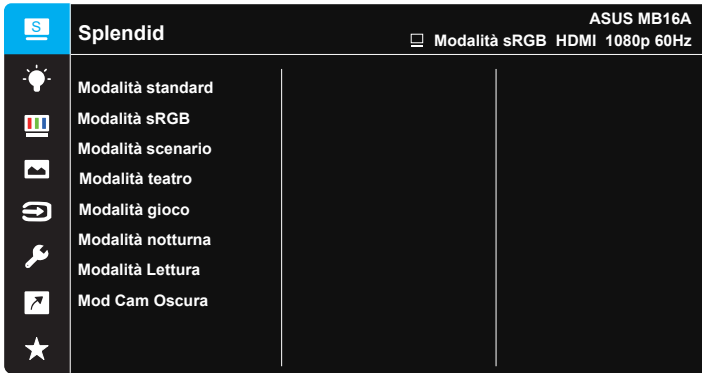 S
Splendid
ASUS MB16A
Modalità sRGB HDMI 1080p 60Hz
Modalità standard
Modalità sRGB
Modalità scenario
Modalità teatro
Modalità gioco
Modalità notturna
Modalità Lettura
Mod Cam Oscura